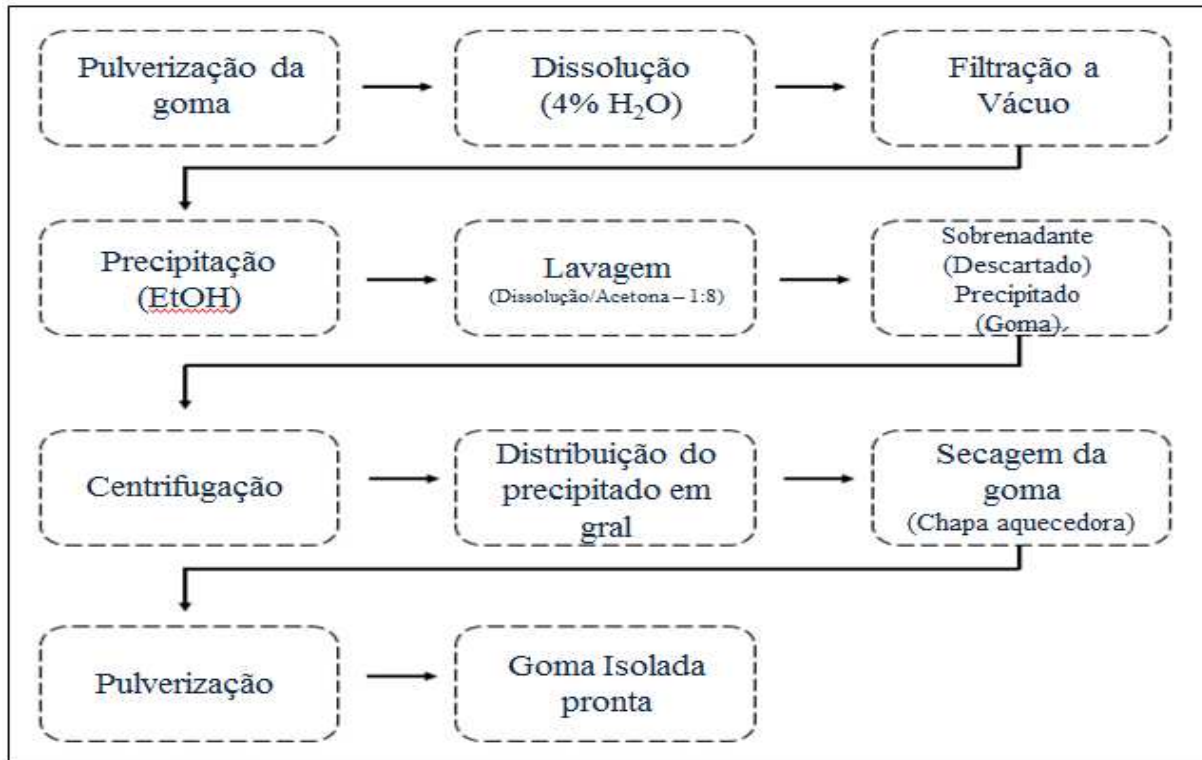 Pulverização da
goma
Dissolução
(4% H₂O)
Filtração a
Vácuo
Precipitação
(EtOH)
Lavagem
(Dissolução/Acetona – 1:8)
Sobrenadante
(Descartado)
Precipitado
(Goma).
Centrifugação
Distribuição do
precipitado em
gral
Secagem da
goma
(Chapa aquecedora)
Pulverização
Goma Isolada
pronta